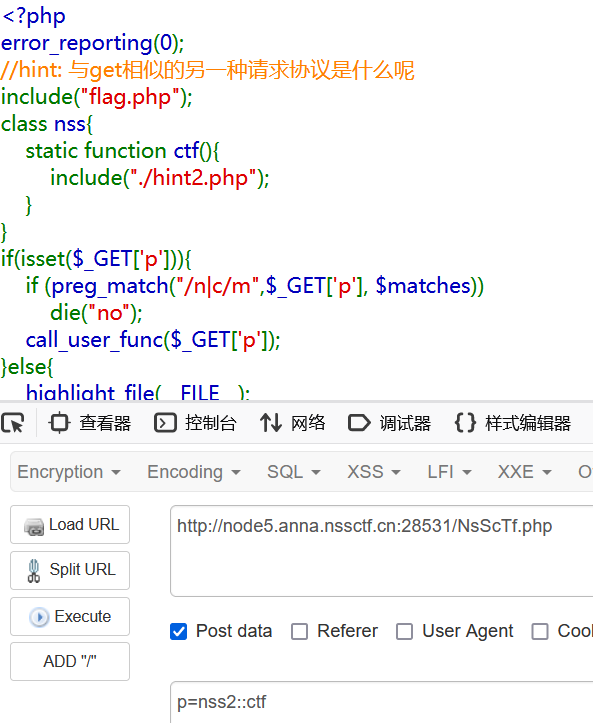 <?php
error_reporting(0);
//hint: 与get相似的另一种请求协议是什么呢
include("flag.php");
class nss{
static function ctf(){
include("./hint2.php");
}
}
if(isset($_GET['p'])){
if (preg_match("/n|c/m",$_GET['p'], $matches))
die("no");
call_user_func($_GET['p']);
}else{
highlight_file(__FILE__);
查看器 控制台 网络 调试器 样式编辑器
Encryption Encoding SQL XSS LFI XXE O
Load URL
http://node5.anna.nssctf.cn:28531/NsScTf.php
Split URL
Execute
Post data Referer User Agent Cool
ADD "/"
p=nss2::ctf